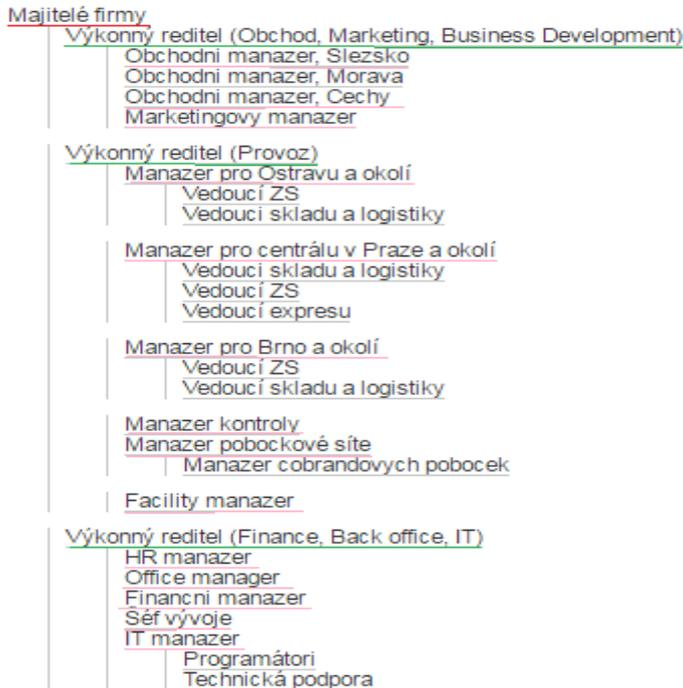 Majitelé firmy
Výkonný reditel (Obchod, Marketing, Business Development)
Obchodni manazer, Slezsko
Obchodni manazer, Morava
Obchodni manazer, Cechy
Marketingovy manazer
Výkonný reditel (Provoz)
Manazer pro Ostravu a okolí
Vedoucí ZS
Vedouci skladu a logistiky
Manazer pro centrálu v Praze a okolí
Vedouci skladu a logistiky
Vedoucí ZS
Vedoucí expresu
Manazer pro Brno a okolí
Vedoucí ZS
Vedoucí skladu a logistiky
Manazer kontroly
Manazer pobockové síte
Manazer cobrandovych pobocek
Facility manazer
Výkonný reditel (Finance, Back office, IT)
HR manazer
Office manager
Financni manazer
Šéf vývoje
IT manazer
Programátori
Technická podpora